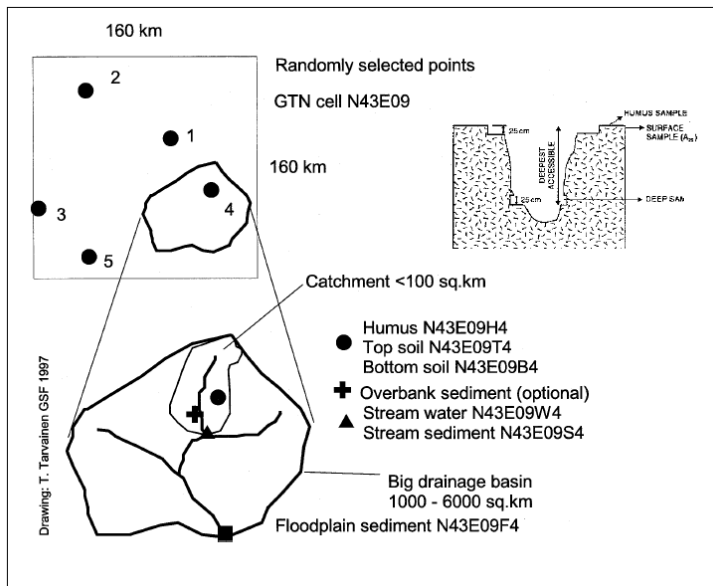 160 km
2
Randomly selected points
GTN cell N43E09
1
160 km
4
3
5
HUMUS SAMPLE
SURFACE
SAMPLE (A25)
25 cm
DEEPEST
ACCESSIBLE
25 cm
DEEP SAM
Catchment <100 sq.km
Humus N43E09H4
Top soil N43E09T4
Bottom soil N43E09B4
Overbank sediment (optional)
Stream water N43E09W4
Stream sediment N43E09S4
Big drainage basin
1000 - 6000 sq.km
Floodplain sediment N43E09F4
Drawing: T. Tarvainen GSF 1997